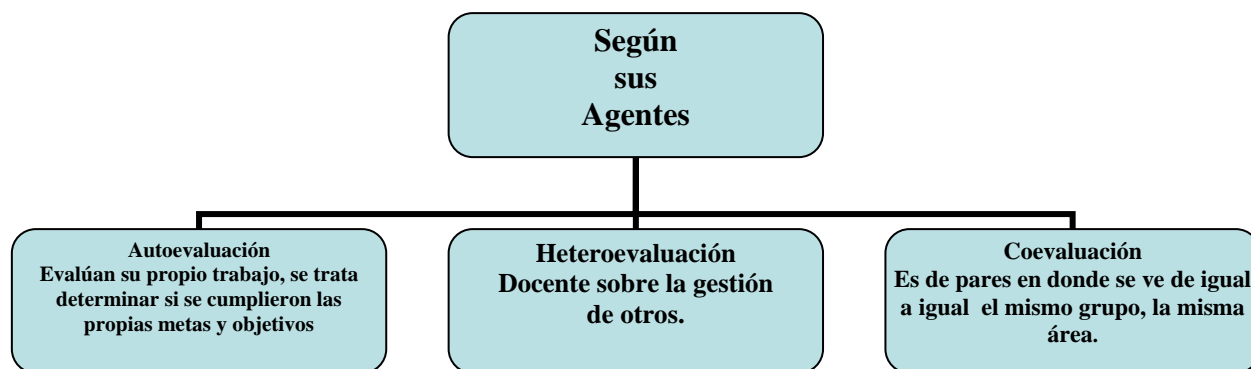 Según
sus
Agentes
Autoevaluación
Evalúan su propio trabajo, se trata
determinar si se cumplieron las
propias metas y objetivos
Heteroevaluación
Docente sobre la gestión
de otros.
Coevaluación
Es de pares en donde se ve de igual
a igual el mismo grupo, la misma
área.